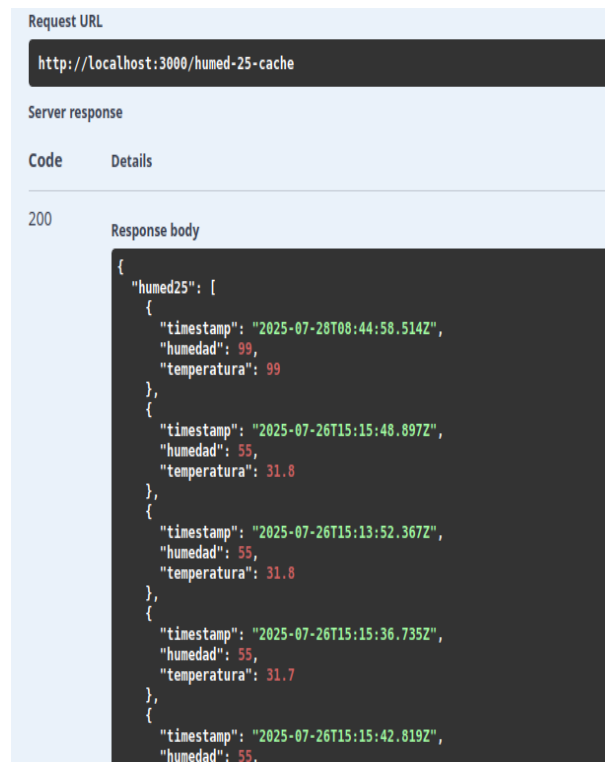 Request URL
http://localhost:3000/humed-25-cache
Server response
Code Details
200
Response body
{
"humed25": [
{
"timestamp": "2025-07-28T08:44:58.514Z",
"humedad": 99,
"temperatura": 99
},
{
"timestamp": "2025-07-26T15:15:48.897Z",
"humedad": 55,
"temperatura": 31.8
},
{
"timestamp": "2025-07-26T15:13:52.367Z",
"humedad": 55,
"temperatura": 31.8
},
{
"timestamp": "2025-07-26T15:15:36.735Z",
"humedad": 55,
"temperatura": 31.7
},
{
"timestamp": "2025-07-26T15:15:42.819Z",
"humedad": 55,